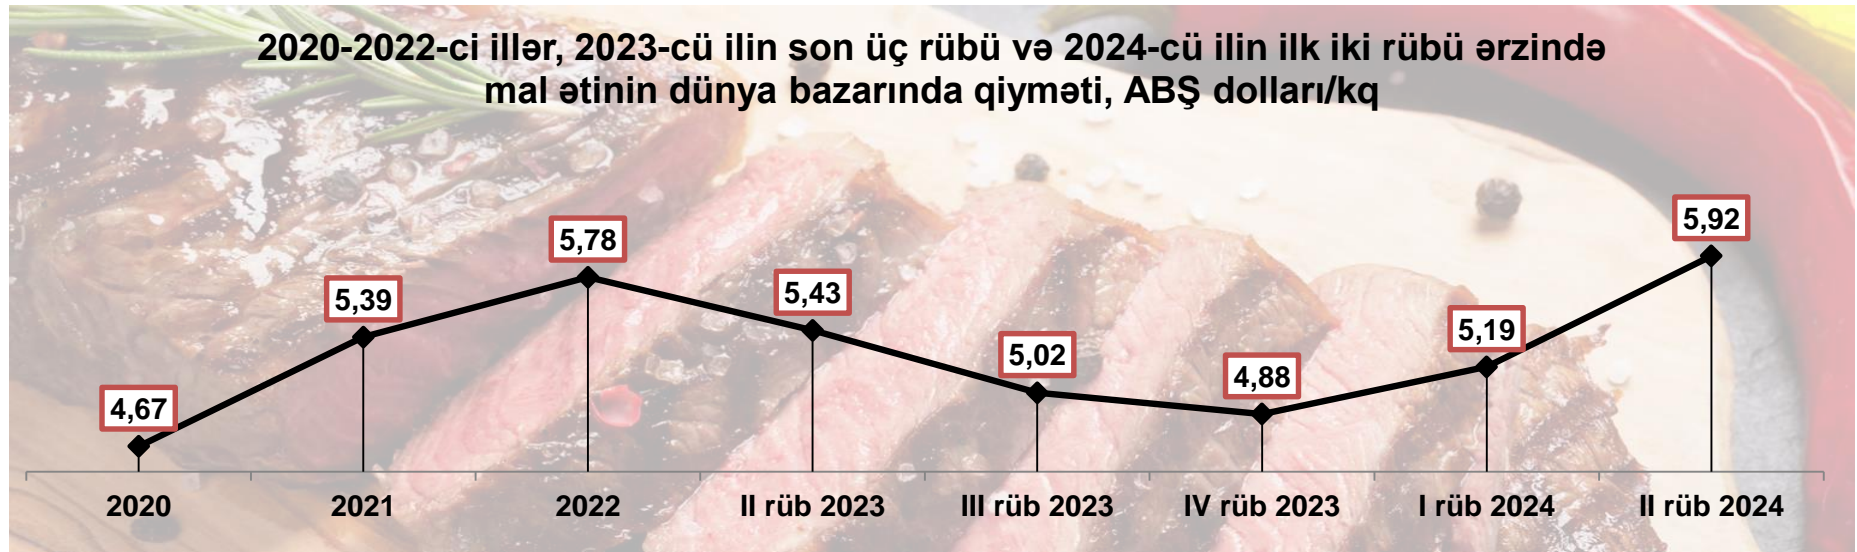 2020-2022-ci illər, 2023-cü ilin son üç rübü və 2024-cü ilin ilk iki rübü ərzində
mal ətinin dünya bazarında qiyməti, ABŞ dolları/kq
4,67
5,39
5,78
5,43
5,02
4,88
5,19
5,92
2020
2021
2022
II rüb 2023
III rüb 2023
IV rüb 2023
I rüb 2024
II rüb 2024